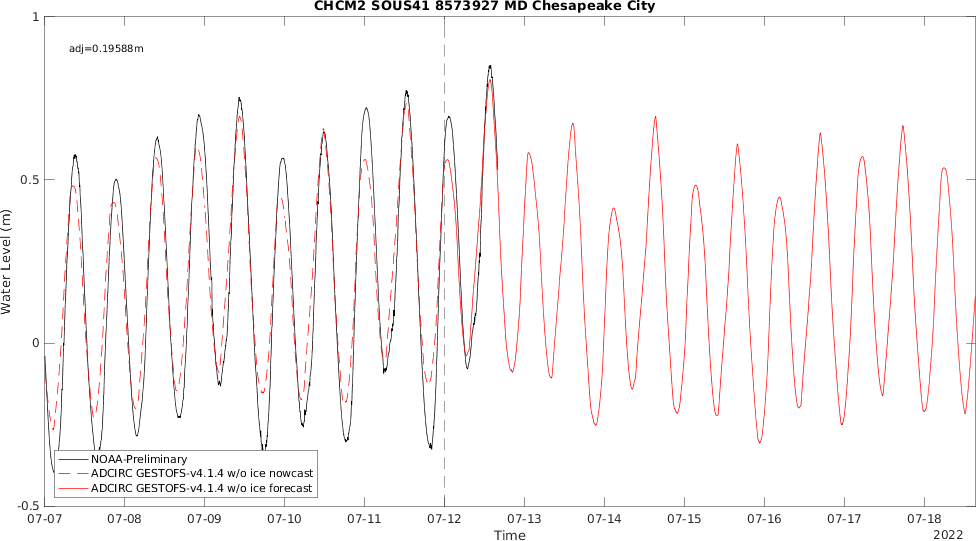 CHCM2 SOUS41 8573927 MD Chesapeake City
adj=0.19588m
1
0.5
0
-0.5
Water Level (m)
NOAA-Preliminary
ADCIRC GESTOFS-v4.1.4 w/o ice nowcast
ADCIRC GESTOFS-v4.1.4 w/o ice forecast
07-07 07-08 07-09 07-10 07-11 07-12 07-13 07-14 07-15 07-16 07-17 07-18
Time
2022